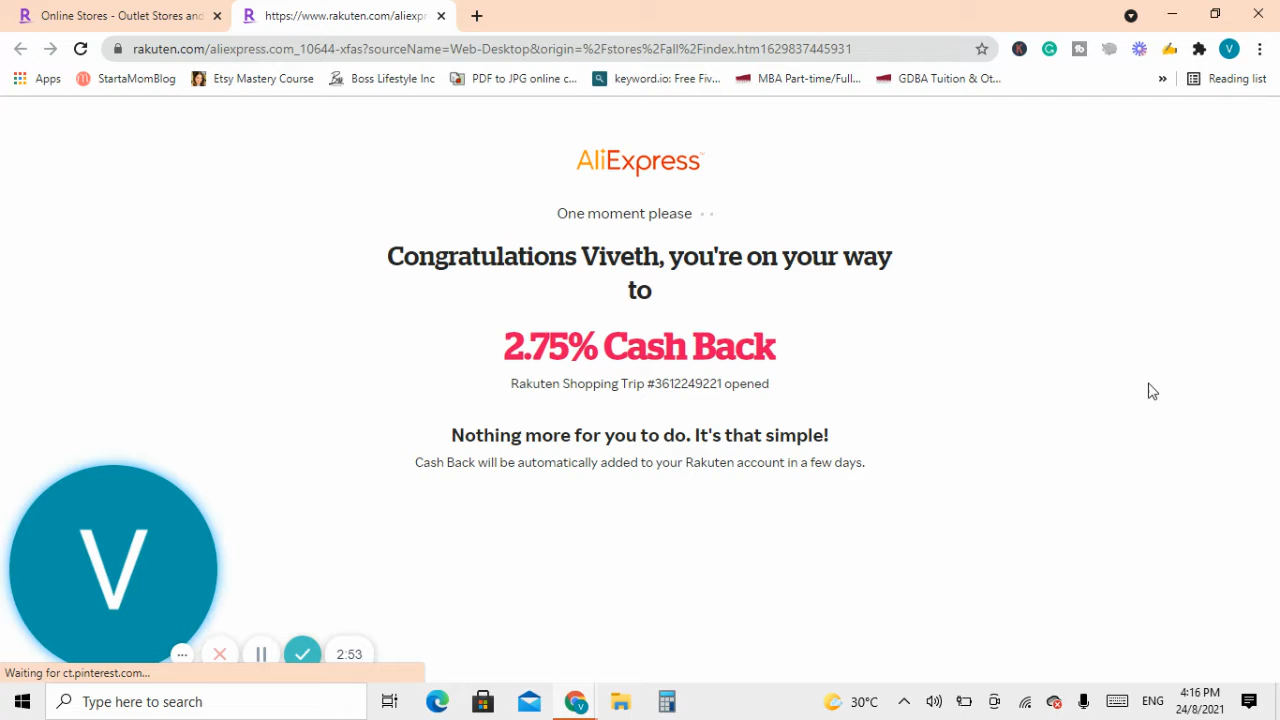 Online Stores - Outlet Stores and
https://www.rakuten.com/aliexpr
rakuten.com/aliexpress.com_10644-xfas?sourceName=Web-Desktop&origin=%2Fstores%2Fall%2Findex.htm1629837445931
V
Apps
StartaMomBlog
Etsy Mastery Course
Boss Lifestyle Inc
PDF to JPG online c...
keyword.io: Free Fiv...
MBA Part-time/Full...
GDBA Tuition & Ot...
»
Reading list
AliExpress™
One moment please
Congratulations Viveth, you're on your way
to
2.75% Cash Back
Rakuten Shopping Trip #3612249221 opened
Nothing more for you to do. It's that simple!
Cash Back will be automatically added to your Rakuten account in a few days.
V
2:53
Waiting for ct.pinterest.com...
Type here to search
30°C
ENG
4:16 PM
24/8/2021